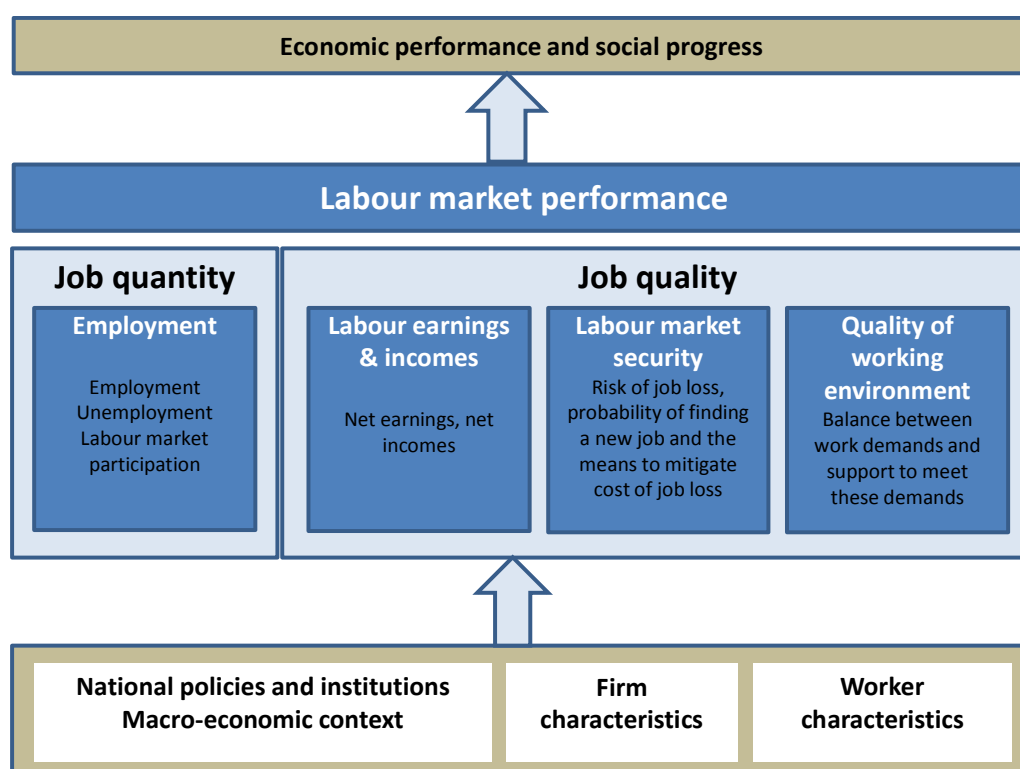 Economic performance and social progress
Labour market performance
Job quantity
Employment
Employment
Unemployment
Labour market
participation
Job quality
Labour earnings
& incomes
Net earnings, net
incomes
Labour market
security
Risk of job loss,
probability of finding
a new job and the
means to mitigate
cost of job loss
Quality of
working
environment
Balance between
work demands and
support to meet
these demands
National policies and institutions
Macro-economic context
Firm
characteristics
Worker
characteristics